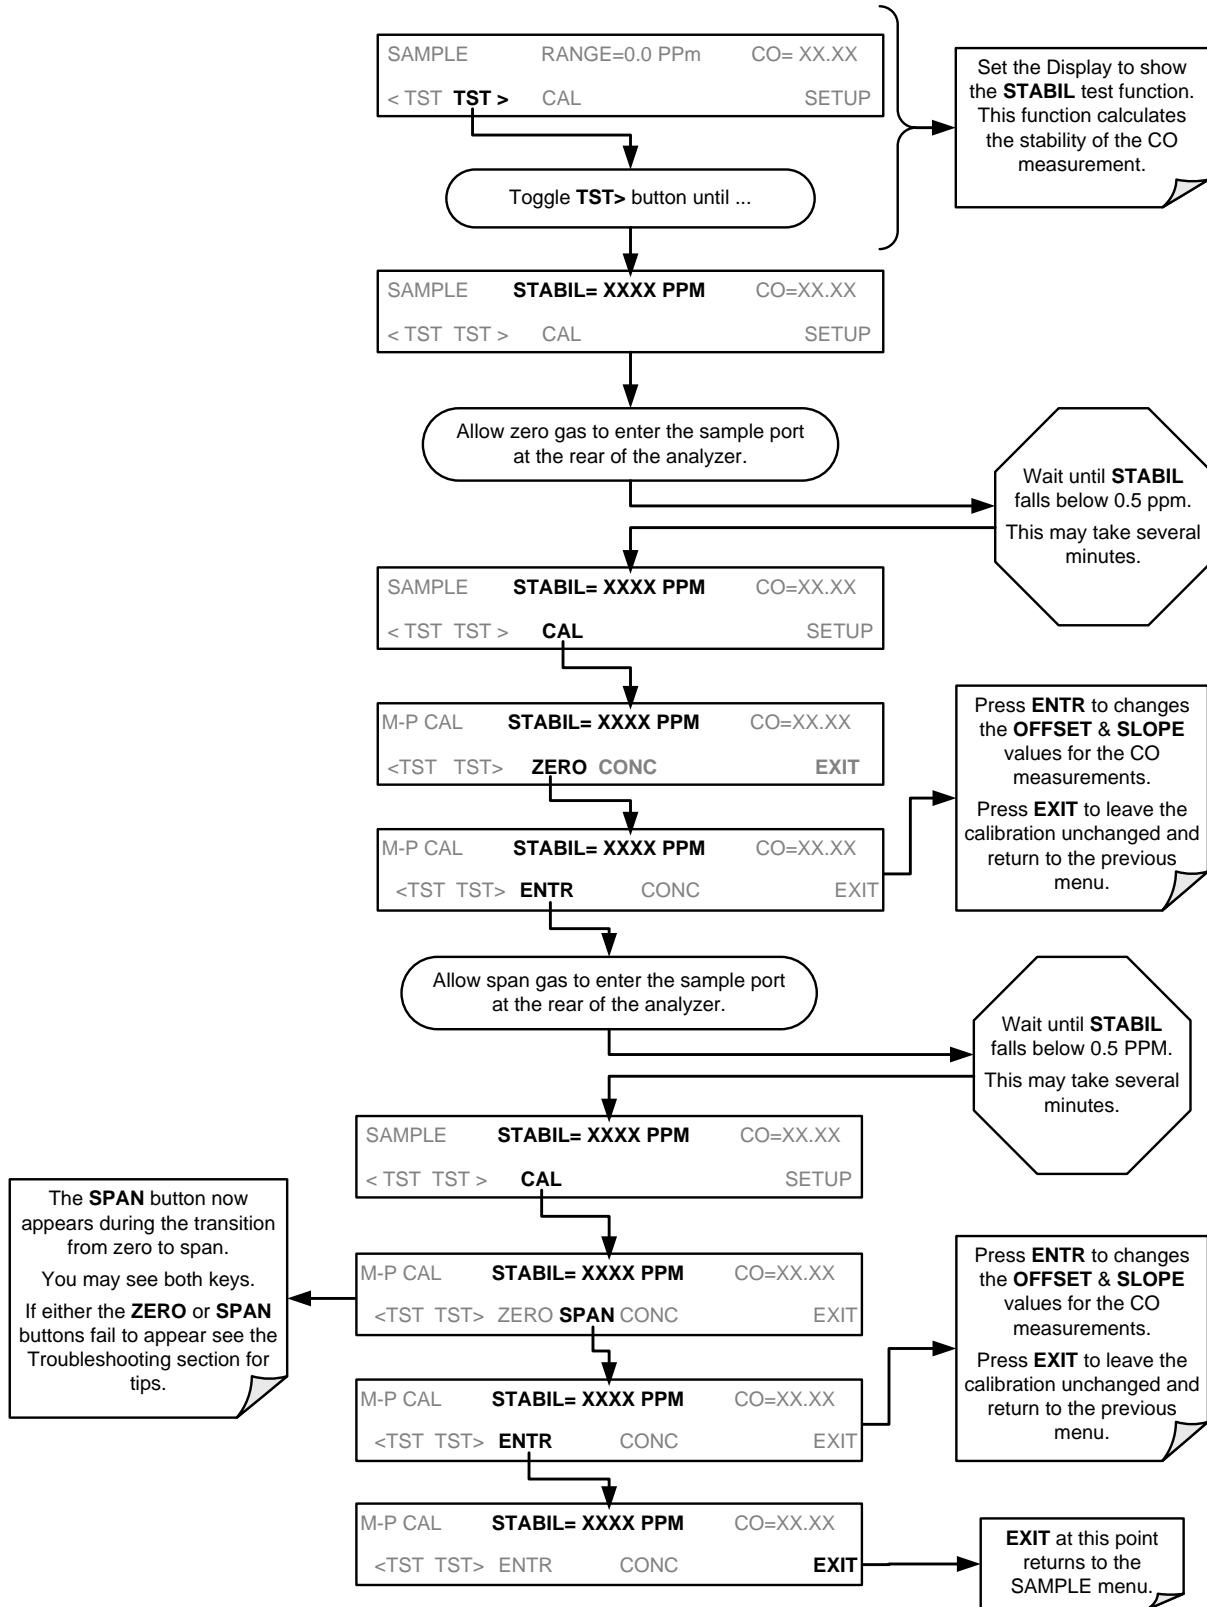 SAMPLE RANGE=0.0 PPm CO= XX.XX
< TST TST > CAL SETUP
Set the Display to show
the STABIL test function.
This function calculates
the stability of the CO
measurement.
Toggle TST> button until ...
SAMPLE STABIL= XXXX PPM CO=XX.XX
< TST TST > CAL SETUP
Allow zero gas to enter the sample port
at the rear of the analyzer.
Wait until STABIL
falls below 0.5 ppm.
This may take several
minutes.
SAMPLE STABIL= XXXX PPM CO=XX.XX
< TST TST > CAL SETUP
M-P CAL STABIL= XXXX PPM CO=XX.XX
<TST TST> ZERO CONC EXIT
M-P CAL STABIL= XXXX PPM CO=XX.XX
<TST TST> ENTR CONC EXIT
Press ENTR to changes
the OFFSET & SLOPE
values for the CO
measurements.
Press EXIT to leave the
calibration unchanged and
return to the previous
menu.
Allow span gas to enter the sample port
at the rear of the analyzer.
Wait until STABIL
falls below 0.5 PPM.
This may take several
minutes.
SAMPLE STABIL= XXXX PPM CO=XX.XX
< TST TST > CAL SETUP
The SPAN button now
appears during the transition
from zero to span.
You may see both keys.
If either the ZERO or SPAN
buttons fail to appear see the
Troubleshooting section for
tips.
M-P CAL STABIL= XXXX PPM CO=XX.XX
<TST TST> ZERO SPAN CONC EXIT
M-P CAL STABIL= XXXX PPM CO=XX.XX
<TST TST> ENTR CONC EXIT
Press ENTR to changes
the OFFSET & SLOPE
values for the CO
measurements.
Press EXIT to leave the
calibration unchanged and
return to the previous
menu.
M-P CAL STABIL= XXXX PPM CO=XX.XX
<TST TST> ENTR CONC EXIT
EXIT at this point
returns to the
SAMPLE menu.